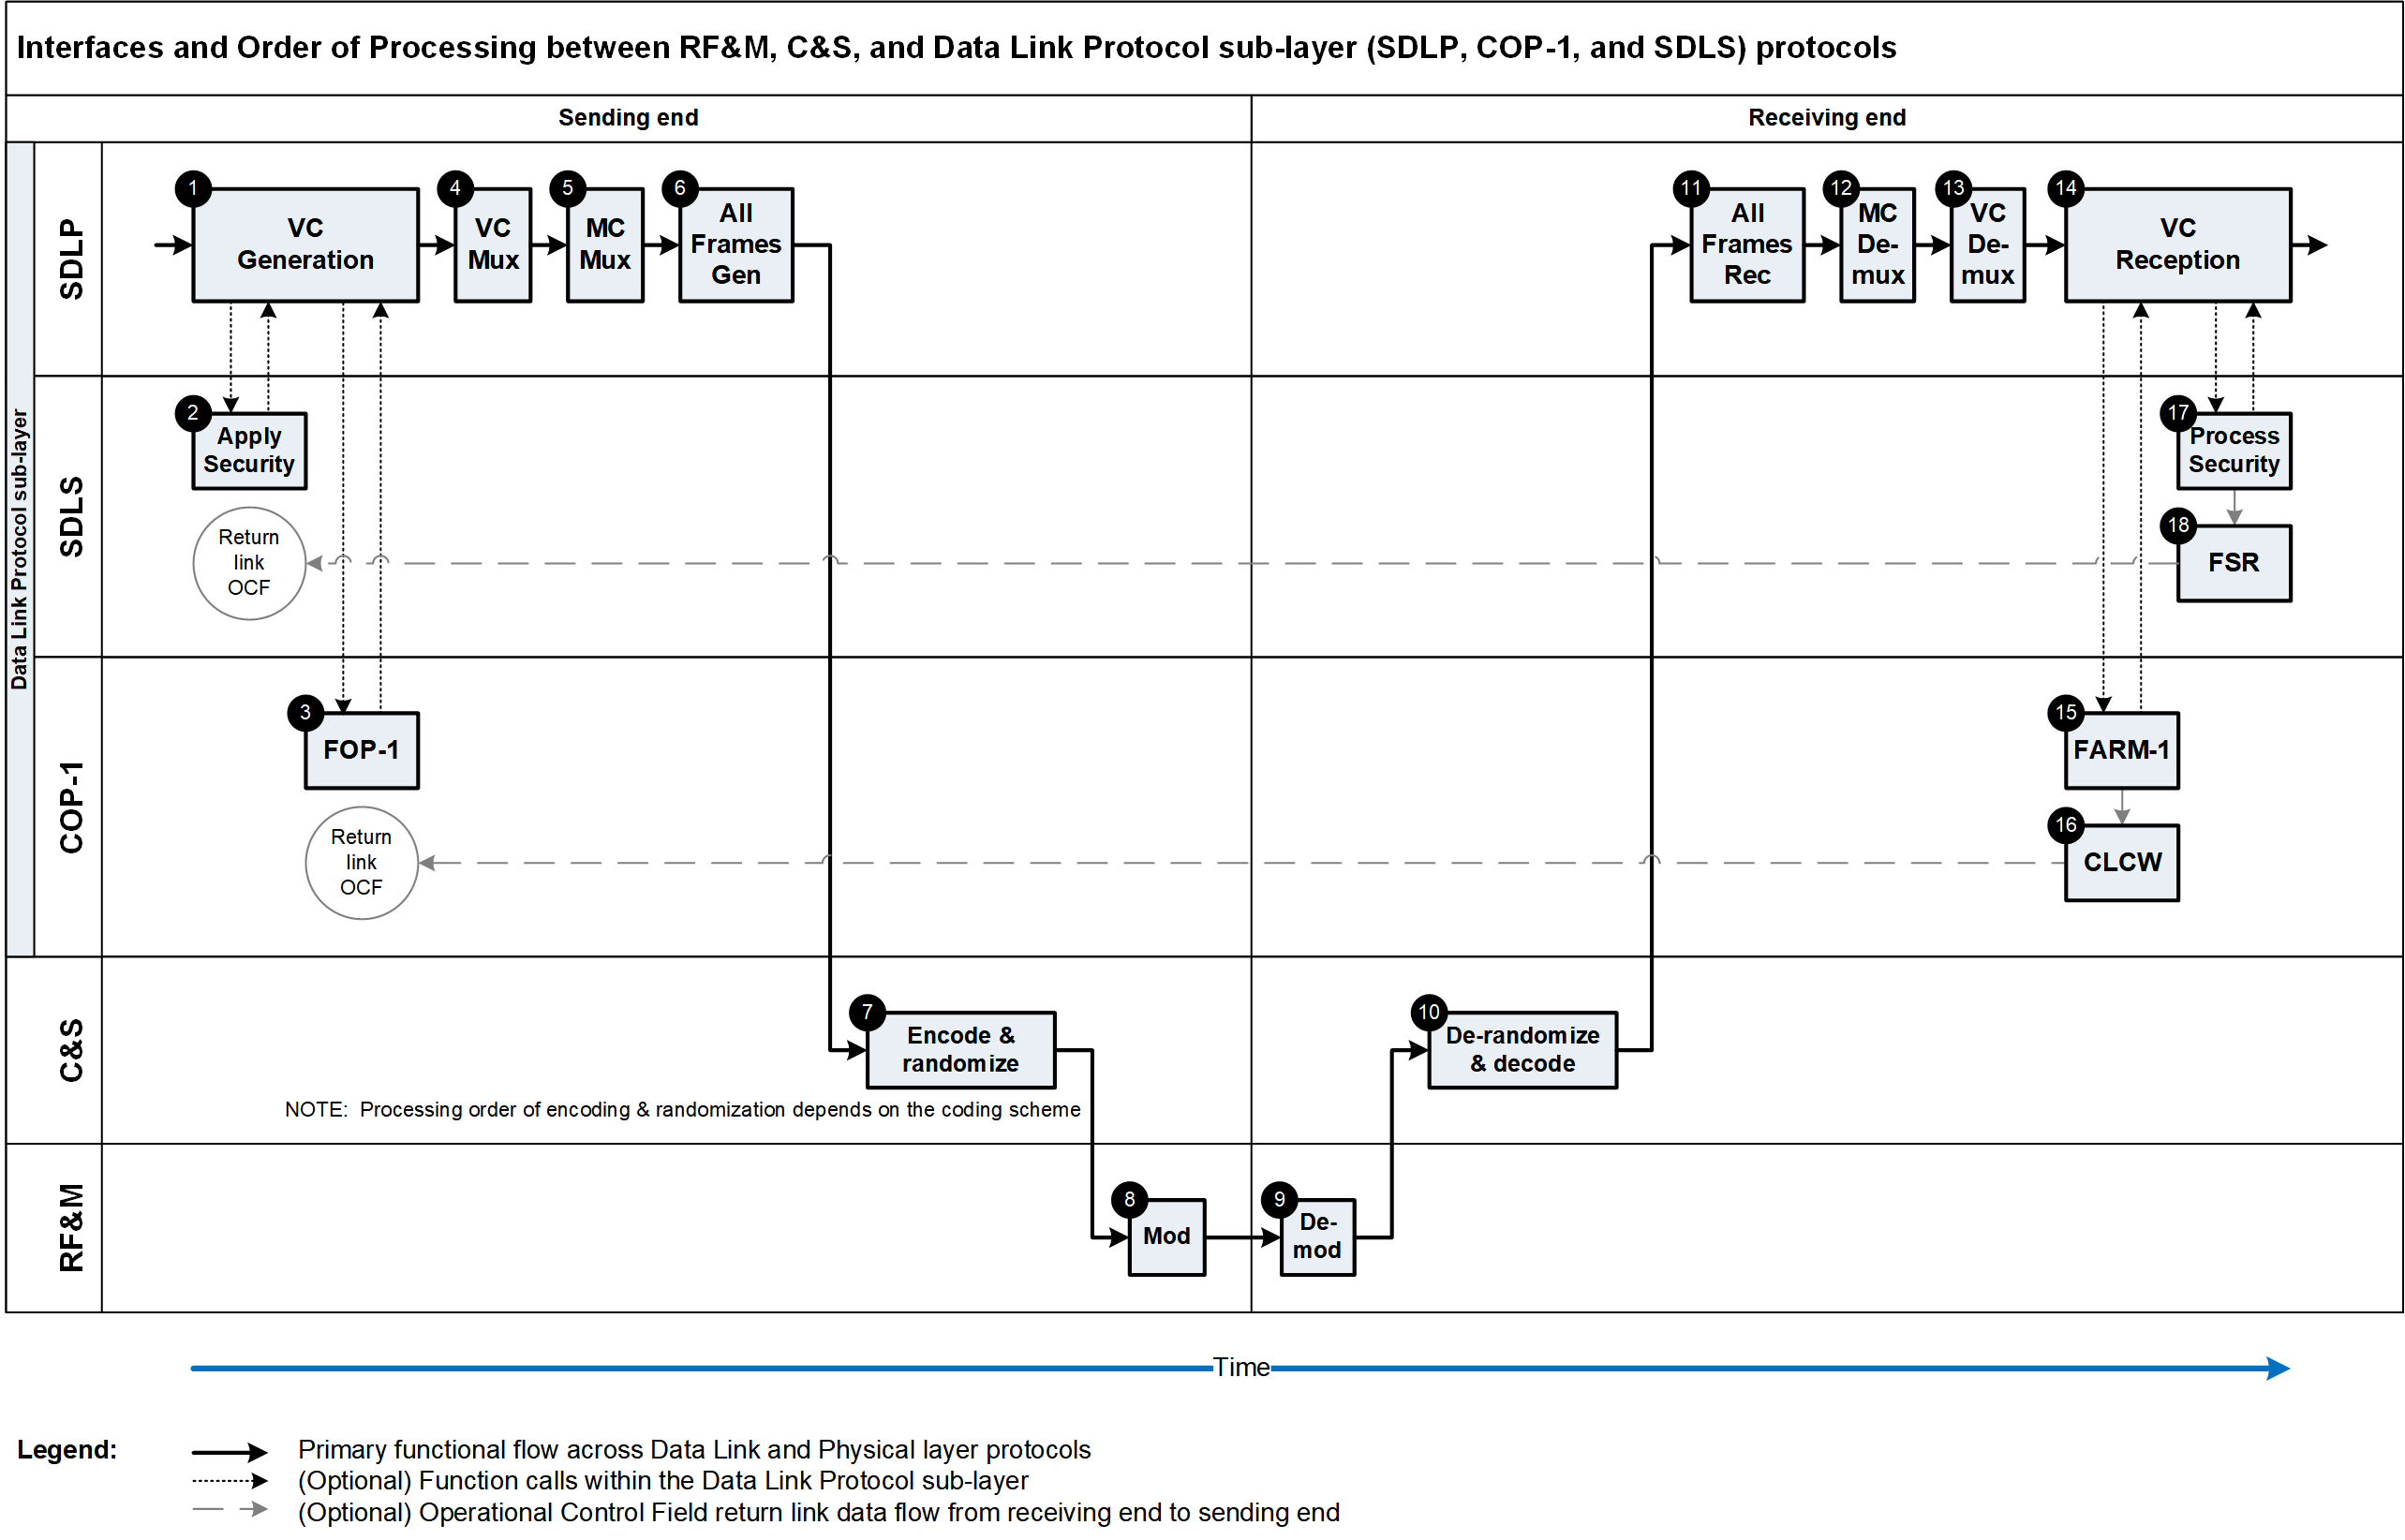 Interfaces and Order of Processing between RF&M, C&S, and Data Link Protocol sub-layer (SDLP, COP-1, and SDLS) protocols
Sending end
Receiving end
Data Link Protocol sub-layer
SDLP
1
VC
Generation
4
VC
Mux
5
MC
Mux
6
All
Frames
Gen
11
All
Frames
Rec
12
MC
De-
mux
13
VC
De-
mux
14
VC
Reception
SDLS
2
Apply
Security
Return
link
OCF
17
Process
Security
18
FSR
COP-1
3
FOP-1
Return
link
OCF
15
FARM-1
16
CLCW
C&S
7
Encode &
randomize
10
De-randomize
& decode
NOTE: Processing order of encoding & randomization depends on the coding scheme
RF&M
8
Mod
9
De-
mod
Time
Legend:
Primary functional flow across Data Link and Physical layer protocols
(Optional) Function calls within the Data Link Protocol sub-layer
(Optional) Operational Control Field return link data flow from receiving end to sending end